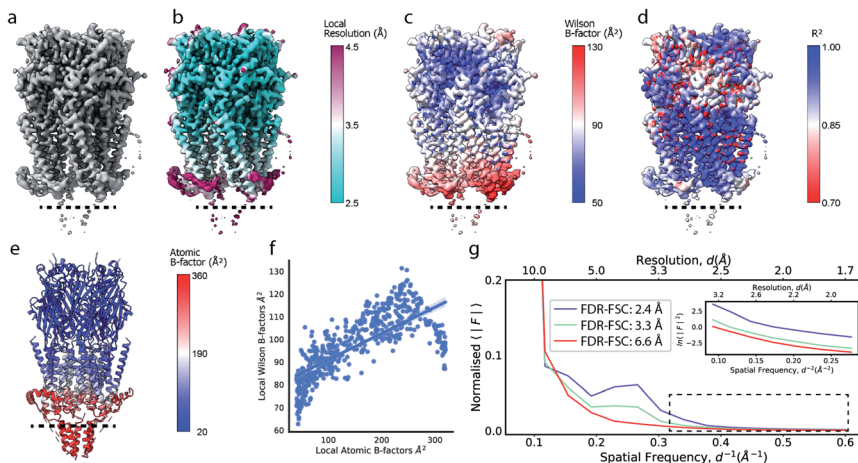 a
b
Local
Resolution (Å)
4.5
3.5
2.5
c
Wilson
B-factor (Å²)
130
90
50
d
R²
1.00
0.85
0.70
e
Atomic
B-factor (Å²)
360
190
20
f
Local Wilson B-factors Å²
130
120
110
100
90
80
70
60
100
200
300
Local Atomic B-factors Å²
g
Resolution, d(Å)
10.0
5.0
3.3
2.5
2.0
1.7
Normalised ⟨ | F | ⟩
0.2
0.1
0.0
FDR-FSC: 2.4 Å
FDR-FSC: 3.3 Å
FDR-FSC: 6.6 Å
Resolution, d(Å)
3.2
2.6
2.2
2.0
ln⟨ | F | ²⟩
2.5
0.0
−2.5
0.10
0.15
0.20
0.25
Spatial Frequency, d⁻²(Å⁻²)
0.1
0.2
0.3
0.4
0.5
0.6
Spatial Frequency, d⁻¹(Å⁻¹)